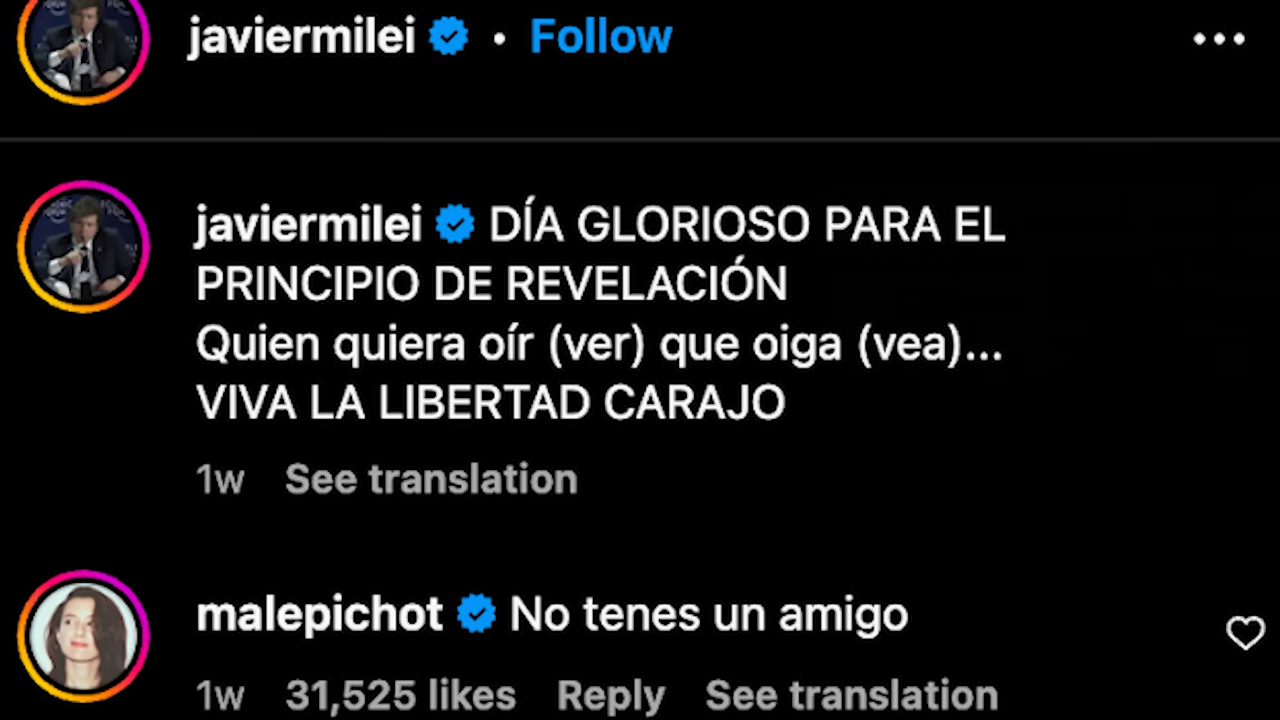 javiermilei • Follow
javiermilei DÍA GLORIOSO PARA EL
PRINCIPIO DE REVELACIÓN
Quien quiera oír (ver) que oiga (vea)...
VIVA LA LIBERTAD CARAJO
1w See translation
malepichot No tenes un amigo
1w 31,525 likes Reply See translation